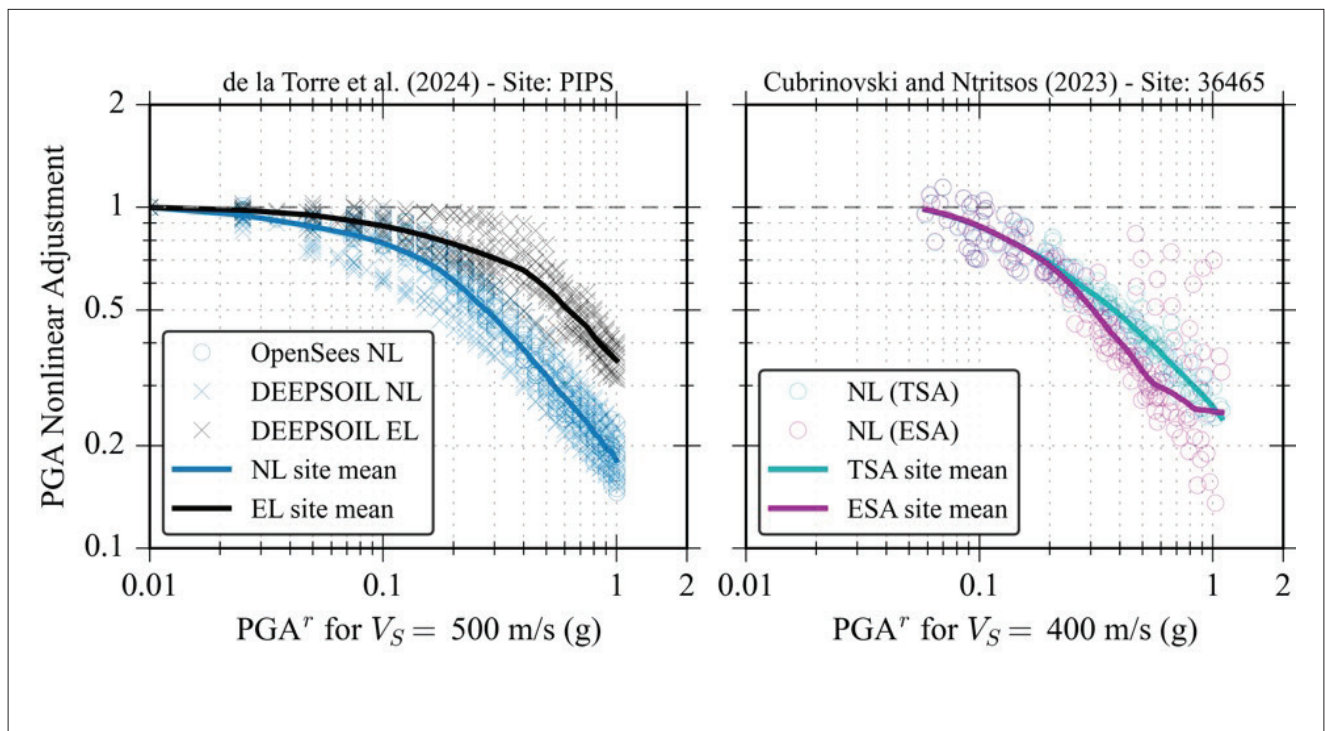 de la Torre et al. (2024) - Site: PIPS
Cubrinovski and Ntritsos (2023) - Site: 36465
PGA Nonlinear Adjustment
2
1
0.5
0.2
0.1
OpenSees NL
DEEPSOIL NL
DEEPSOIL EL
NL site mean
EL site mean
NL (TSA)
NL (ESA)
TSA site mean
ESA site mean
0.01 0.1 1 2
0.01 0.1 1 2
PGAʳ for V_S = 500 m/s (g)
PGAʳ for V_S = 400 m/s (g)